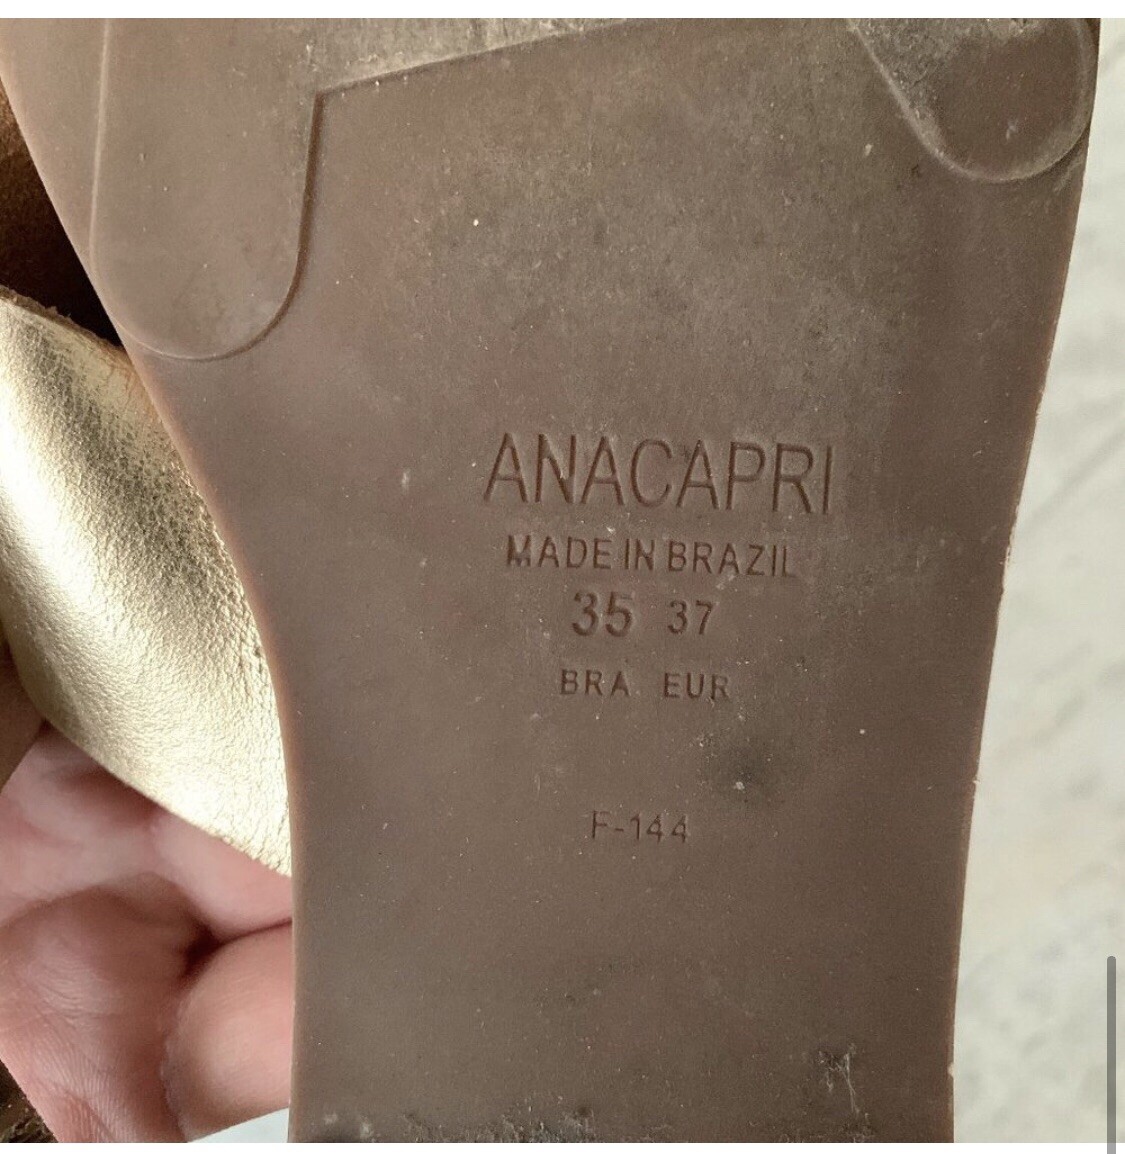 ANACAPRI
MADE IN BRAZIL
35 37
BRA EUR
F-144